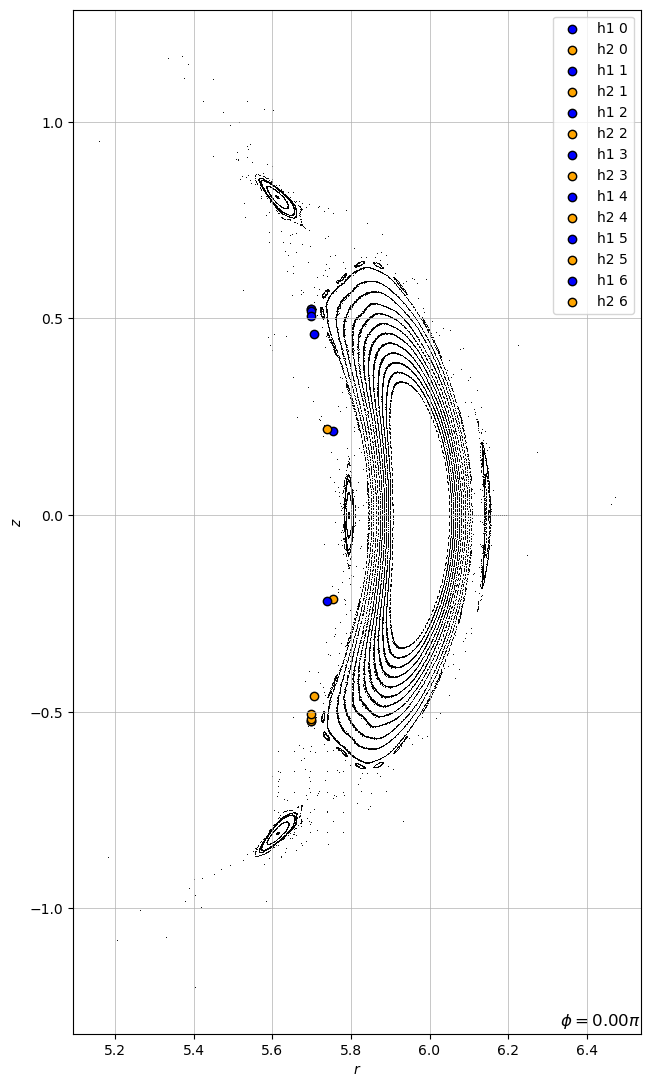 h1 0
h2 0
h1 1
h2 1
h1 2
h2 2
h1 3
h2 3
h1 4
h2 4
h1 5
h2 5
h1 6
h2 6
1.0
0.5
0.0
−0.5
−1.0
z
ϕ = 0.00π
5.2 5.4 5.6 5.8 6.0 6.2 6.4
r